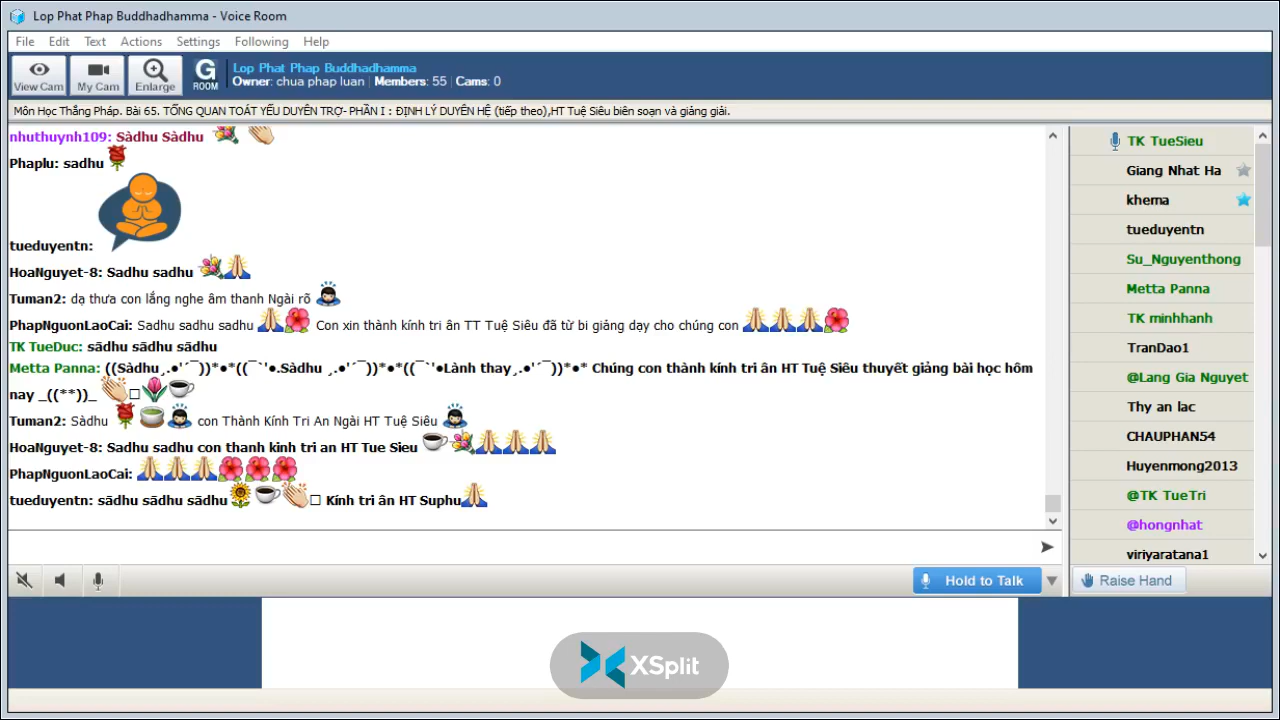 Lop Phat Phap Buddhadhamma - Voice Room
File Edit Text Actions Settings Following Help
View Cam My Cam Enlarge G ROOM
Lop Phat Phap Buddhadhamma
Owner: chua phap luan | Members: 55 | Cams: 0
Môn Học Thắng Pháp. Bài 65. TỔNG QUAN TOÁT YẾU DUYÊN TRỢ- PHẦN I : ĐỊNH LÝ DUYÊN HỆ (tiếp theo),HT Tuệ Siêu biên soạn và giảng giải.
nhuthuynh109: Sàdhu Sàdhu
Phaplu: sadhu
tueduyentn:
HoaNguyet-8: Sadhu sadhu
Tuman2: dạ thưa con lắng nghe âm thanh Ngài rõ
PhapNguonLaoCai: Sadhu sadhu sadhu Con xin thành kính tri ân TT Tuệ Siêu đã từ bi giảng dạy cho chúng con
TK TueDuc: sādhu sādhu sādhu
Metta Panna: ((Sàdhu¸.●'´¯))*●*((¯`'●.Sàdhu ¸.●'´¯))*●*((¯`'●Lành thay¸.●'´¯))*●* Chúng con thành kính tri ân HT Tuệ Siêu thuyết giảng bài học hôm
nay _((**))_
Tuman2: Sàdhu con Thành Kính Tri Ân Ngài HT Tuệ Siêu
HoaNguyet-8: Sadhu sadhu con thanh kinh tri an HT Tue Sieu
PhapNguonLaoCai:
tueduyentn: sādhu sādhu sādhu Kính tri ân HT Suphu
TK TueSieu
Giang Nhat Ha
khema
tueduyentn
Su_Nguyenthong
Metta Panna
TK minhhanh
TranDao1
@Lang Gia Nguyet
Thy an lac
CHAUPHAN54
Huyenmong2013
@TK TueTri
@hongnhat
viriyaratana1
Hold to Talk
Raise Hand
XSplit